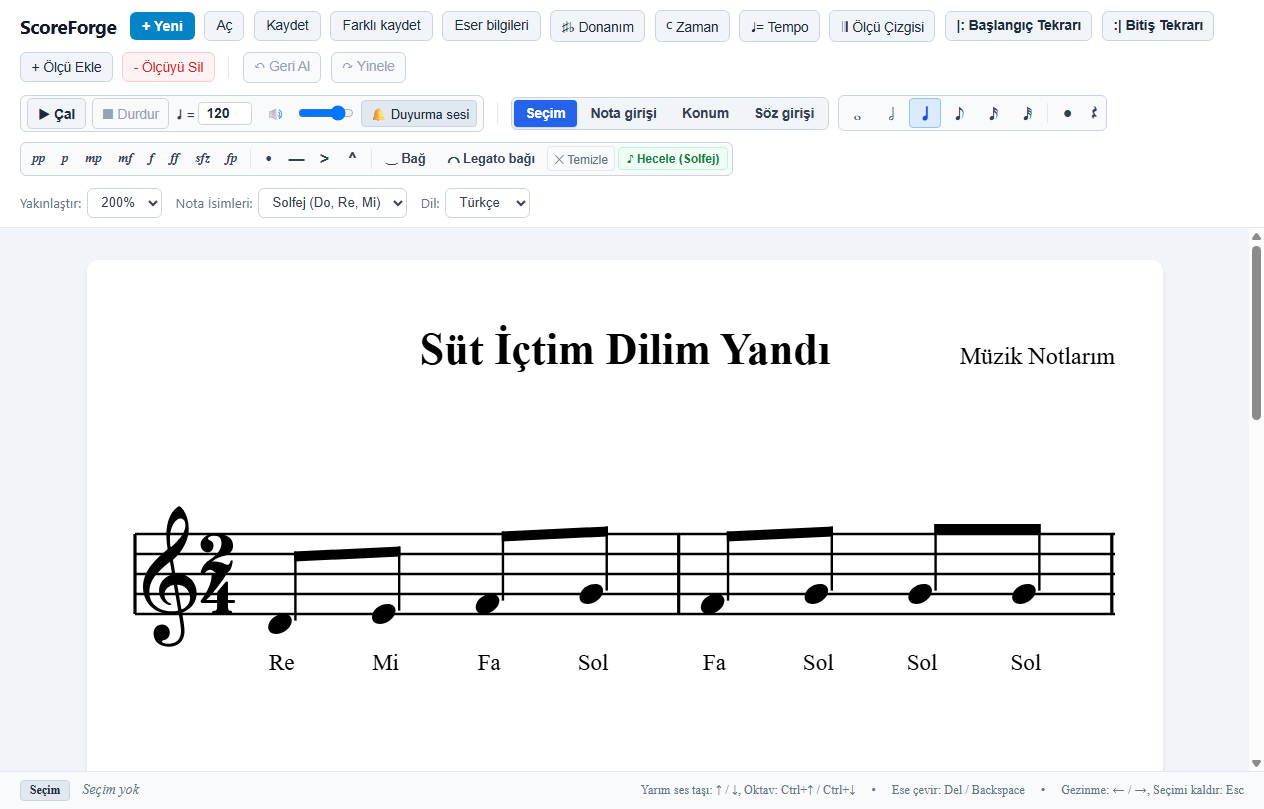 ScoreForge + Yeni Aç Kaydet Farklı kaydet Eser bilgileri ♯♭ Donanım C Zaman ♩= Tempo 𝄁 Ölçü Çizgisi |: Başlangıç Tekrarı :| Bitiş Tekrarı
+ Ölçü Ekle - Ölçüyü Sil ↶ Geri Al ↷ Yinele
▶ Çal ■ Durdur ♩ = 120 Duyurma sesi Seçim Nota girişi Konum Söz girişi
pp p mp mf f ff sfz fp • — > ^ Bağ Legato bağı Temizle ♪ Hecele (Solfej)
Yakınlaştır: 200% Nota İsimleri: Solfej (Do, Re, Mi) Dil: Türkçe
Süt İçtim Dilim Yandı
Müzik Notlarım
2
4
Re Mi Fa Sol Fa Sol Sol Sol
Seçim Seçim yok Yarım ses taşı: ↑ / ↓, Oktav: Ctrl+↑ / Ctrl+↓ • Ese çevir: Del / Backspace • Gezinme: ← / →, Seçimi kaldır: Esc